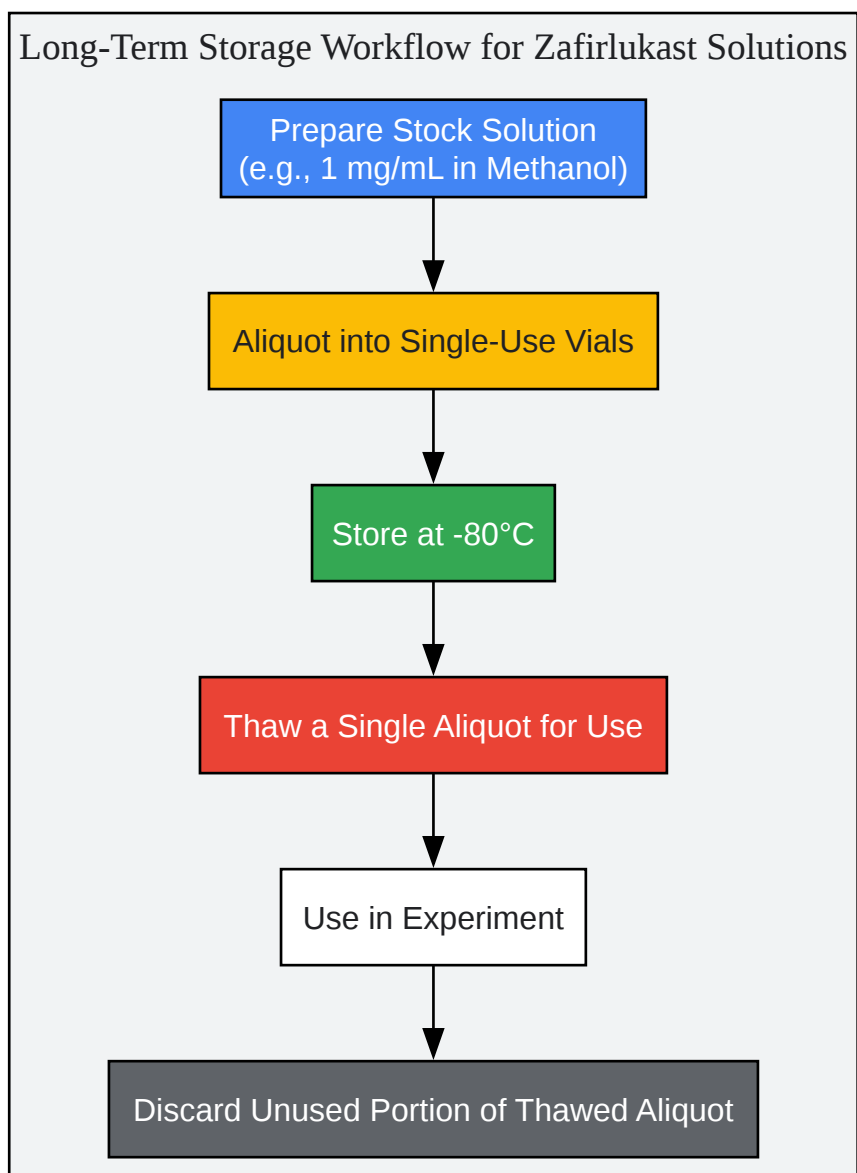 Long-Term Storage Workflow for Zafirlukast Solutions
Prepare Stock Solution
(e.g., 1 mg/mL in Methanol)
Aliquot into Single-Use Vials
Store at -80°C
Thaw a Single Aliquot for Use
Use in Experiment
Discard Unused Portion of Thawed Aliquot